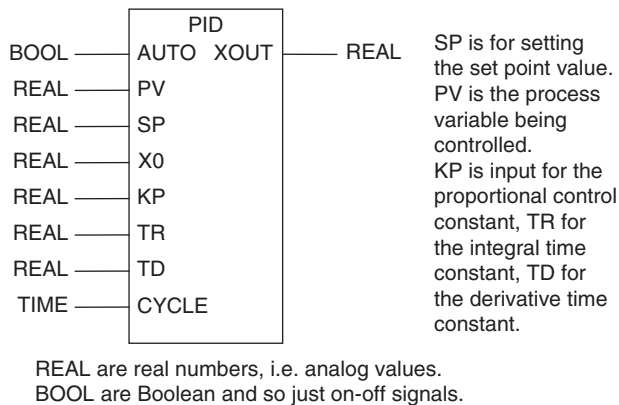 PID
BOOL AUTO XOUT REAL
REAL PV
REAL SP
REAL X0
REAL KP
REAL TR
REAL TD
TIME CYCLE
SP is for setting
the set point value.
PV is the process
variable being
controlled.
KP is input for the
proportional control
constant, TR for
the integral time
constant, TD for
the derivative time
constant.
REAL are real numbers, i.e. analog values.
BOOL are Boolean and so just on-off signals.